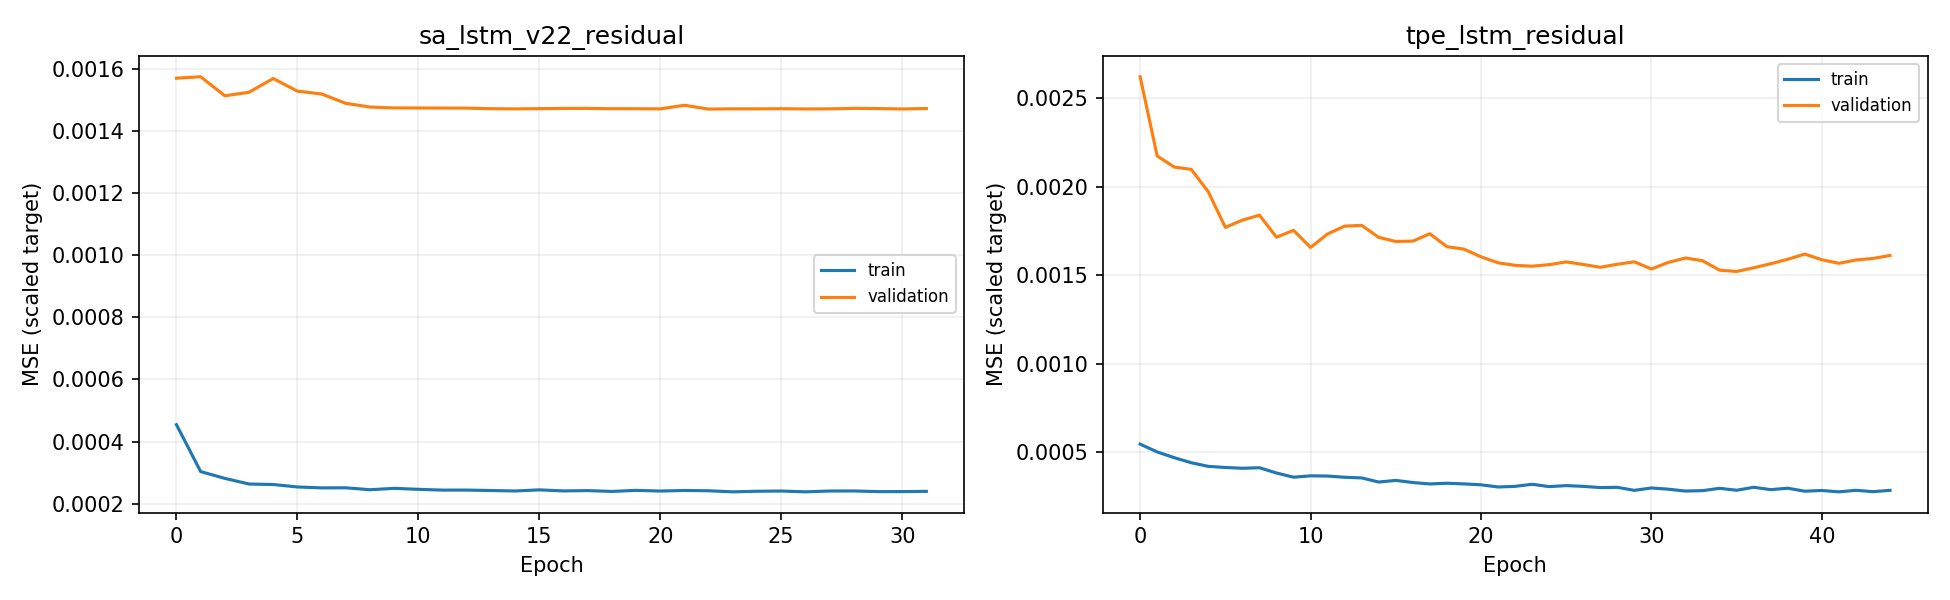 sa_lstm_v22_residual
MSE (scaled target)
0.0016
0.0014
0.0012
0.0010
0.0008
0.0006
0.0004
0.0002
train
validation
0 5 10 15 20 25 30
Epoch
tpe_lstm_residual
MSE (scaled target)
0.0025
0.0020
0.0015
0.0010
0.0005
train
validation
0 10 20 30 40
Epoch